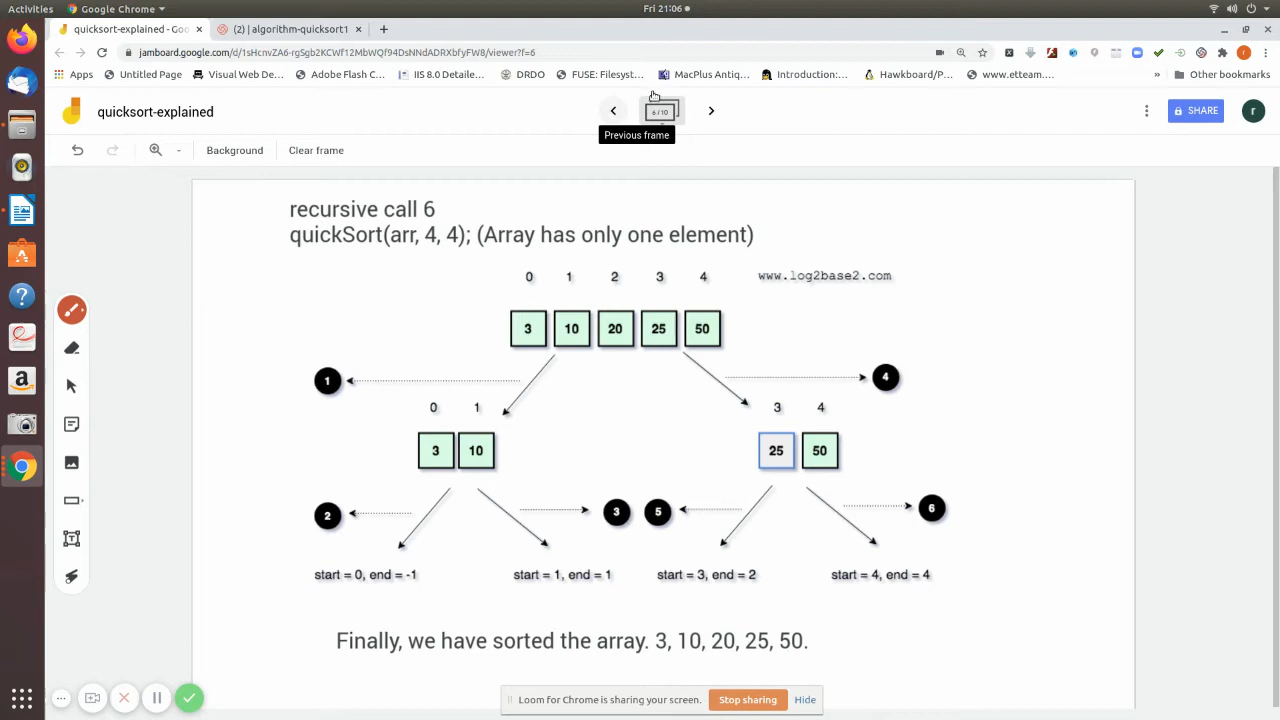 Activities
Google Chrome
Fri 21:06
quicksort-explained - Goo
(2) | algorithm-quicksort1
jamboard.google.com/d/1sHcnvZA6-rgSgb2KCWf12MbWQf94DsNNdADRXbfyFW8/viewer?f=6
Apps
Untitled Page
Visual Web De...
Adobe Flash C...
IIS 8.0 Detaile...
DRDO
FUSE: Filesyst...
MacPlus Antiq...
Introduction:...
Hawkboard/P...
www.etteam....
»
Other bookmarks
quicksort-explained
6 / 10
SHARE
r
Previous frame
Background
Clear frame
recursive call 6
quickSort(arr, 4, 4); (Array has only one element)
0 1 2 3 4
www.log2base2.com
3 10 20 25 50
1
4
0 1
3 4
3 10
25 50
2
3
5
6
start = 0, end = -1
start = 1, end = 1
start = 3, end = 2
start = 4, end = 4
Finally, we have sorted the array. 3, 10, 20, 25, 50.
Loom for Chrome is sharing your screen.
Stop sharing
Hide